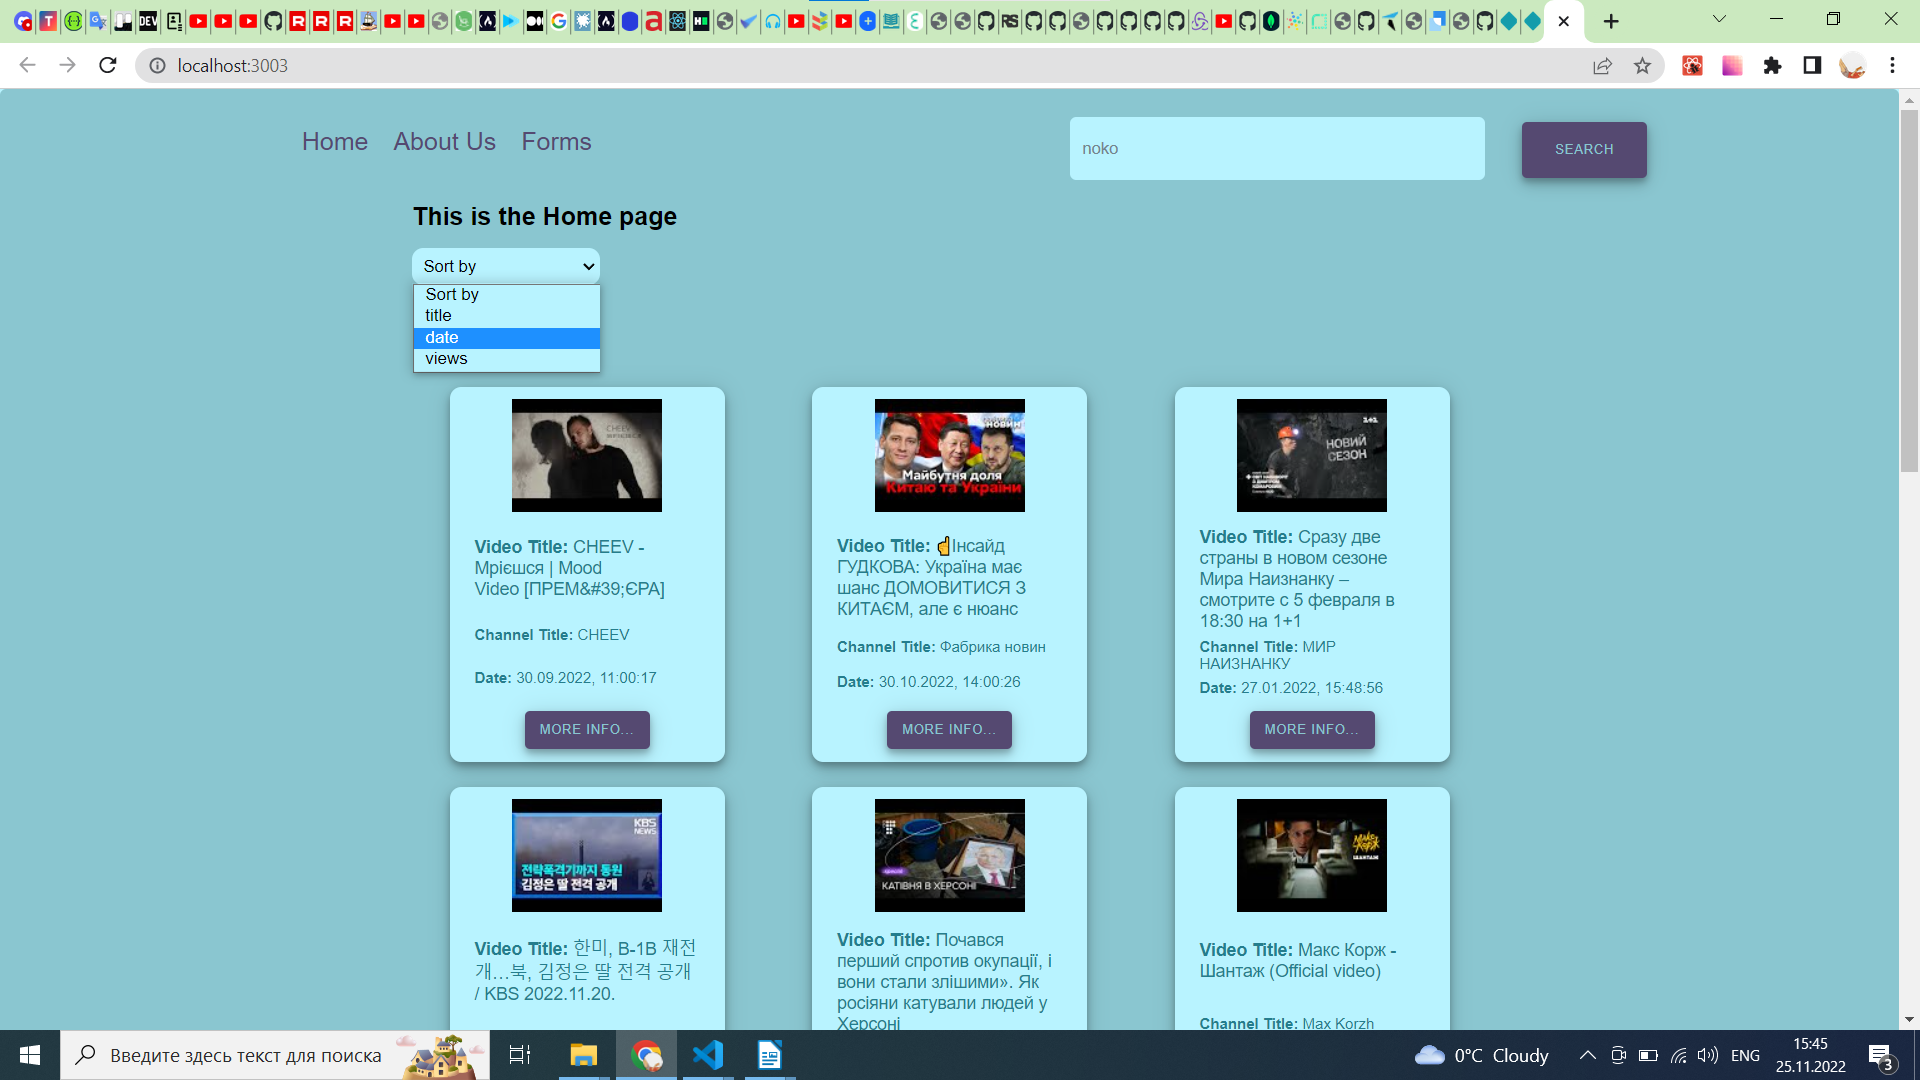 localhost:3003
Home About Us Forms
noko
SEARCH
This is the Home page
Sort by
Sort by
title
date
views
CHEEV
НОВИН
Майбутня доля
Китаю та України
1+1
НОВИЙ
СЕЗОН
Video Title: CHEEV -
Мрієшся | Mood
Video [ПРЕМ&#39;ЄРА]
Channel Title: CHEEV
Date: 30.09.2022, 11:00:17
MORE INFO...
Video Title: ☝Інсайд
ГУДКОВА: Україна має
шанс ДОМОВИТИСЯ З
КИТАЄМ, але є нюанс
Channel Title: Фабрика новин
Date: 30.10.2022, 14:00:26
MORE INFO...
Video Title: Сразу две
страны в новом сезоне
Мира Наизнанку –
смотрите с 5 февраля в
18:30 на 1+1
Channel Title: МИР
НАИЗНАНКУ
Date: 27.01.2022, 15:48:56
MORE INFO...
KBS
NEWS
전략폭격기까지 동원
김정은 딸 전격 공개
КАТІВНЯ В ХЕРСОНІ
МАКС
КОРЖ
ШАНТАЖ
Video Title: 한미, B-1B 재전
개…북, 김정은 딸 전격 공개
/ KBS 2022.11.20.
Video Title: Почався
перший спротив окупації, і
вони стали злішими». Як
росіяни катували людей у
Херсоні
Video Title: Макс Корж -
Шантаж (Official video)
Channel Title: Max Korzh
Введите здесь текст для поиска
0°C Cloudy
ENG
15:45
25.11.2022
3